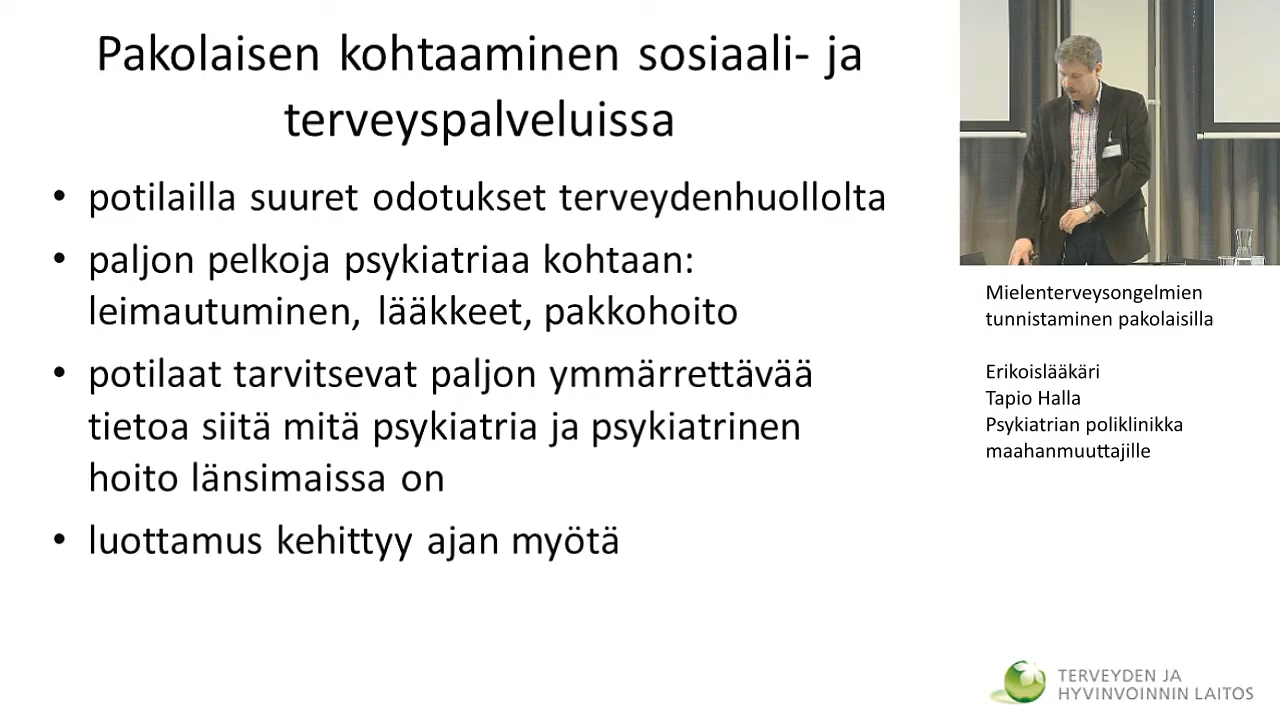 Pakolaisen kohtaaminen sosiaali- ja
terveyspalveluissa
• potilailla suuret odotukset terveydenhuollolta
• paljon pelkoja psykiatriaa kohtaan:
leimautuminen, lääkkeet, pakkohoito
• potilaat tarvitsevat paljon ymmärrettävää
tietoa siitä mitä psykiatria ja psykiatrinen
hoito länsimaissa on
• luottamus kehittyy ajan myötä
Mielenterveysongelmien
tunnistaminen pakolaisilla
Erikoislääkäri
Tapio Halla
Psykiatrian poliklinikka
maahanmuuttajille
TERVEYDEN JA
HYVINVOINNIN LAITOS